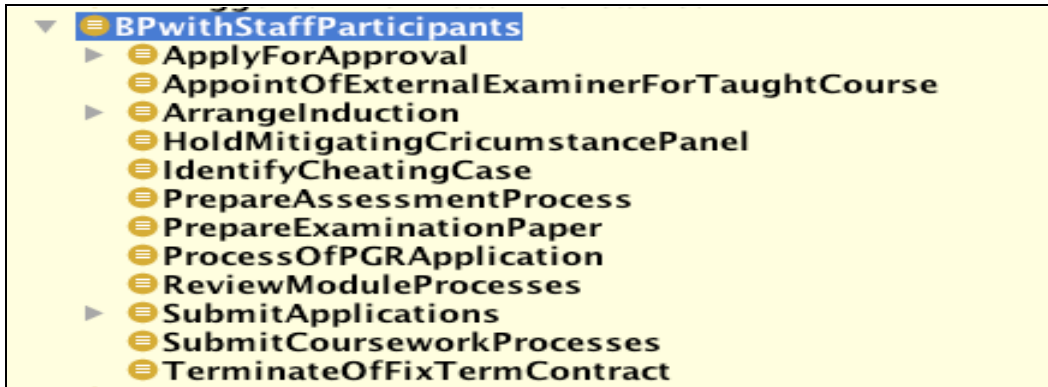 BPwithStaffParticipants
ApplyForApproval
AppointOfExternalExaminerForTaughtCourse
ArrangeInduction
HoldMitigatingCricumstancePanel
IdentifyCheatingCase
PrepareAssessmentProcess
PrepareExaminationPaper
ProcessOfPGRApplication
ReviewModuleProcesses
SubmitApplications
SubmitCourseworkProcesses
TerminateOfFixTermContract